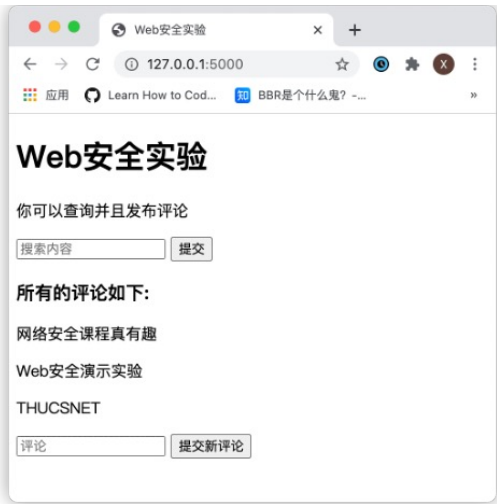 Web安全实验
127.0.0.1:5000
X
应用 Learn How to Cod... 知 BBR是个什么鬼? -...
Web安全实验
你可以查询并且发布评论
搜索内容 提交
所有的评论如下:
网络安全课程真有趣
Web安全演示实验
THUCSNET
评论 提交新评论